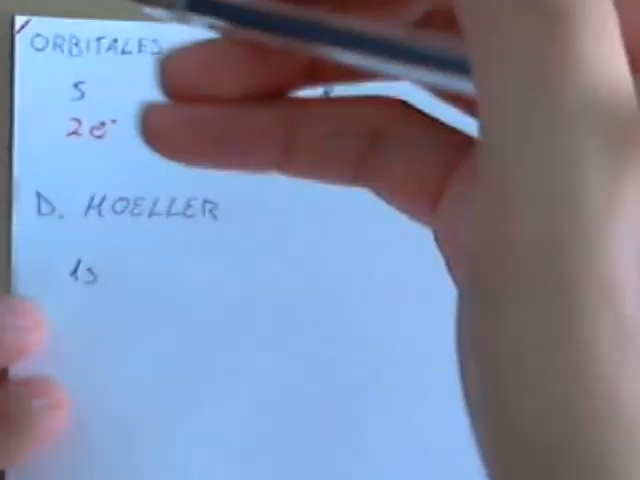 ORBITALES
s
2e⁻
D. MOELLER
1s